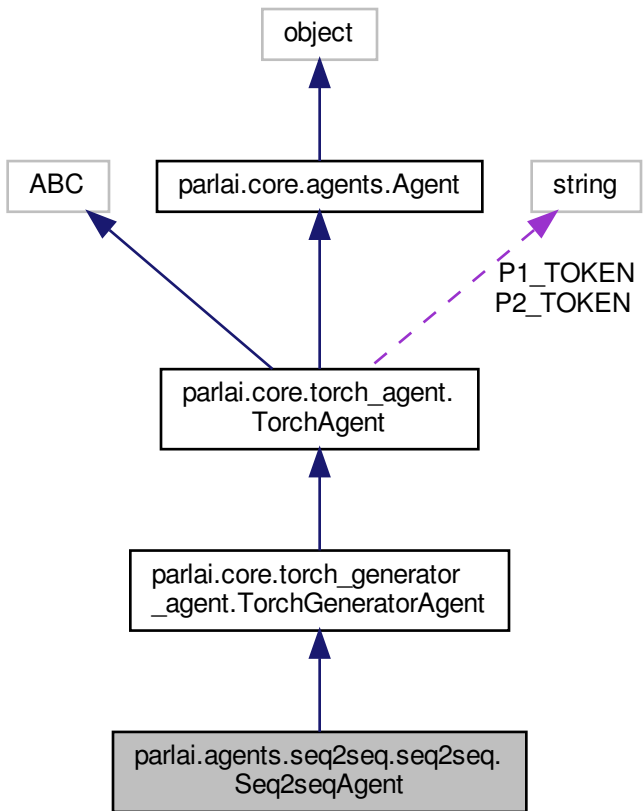 object
ABC
parlai.core.agents.Agent
string
P1_TOKEN
P2_TOKEN
parlai.core.torch_agent.
TorchAgent
parlai.core.torch_generator
_agent.TorchGeneratorAgent
parlai.agents.seq2seq.seq2seq.
Seq2seqAgent